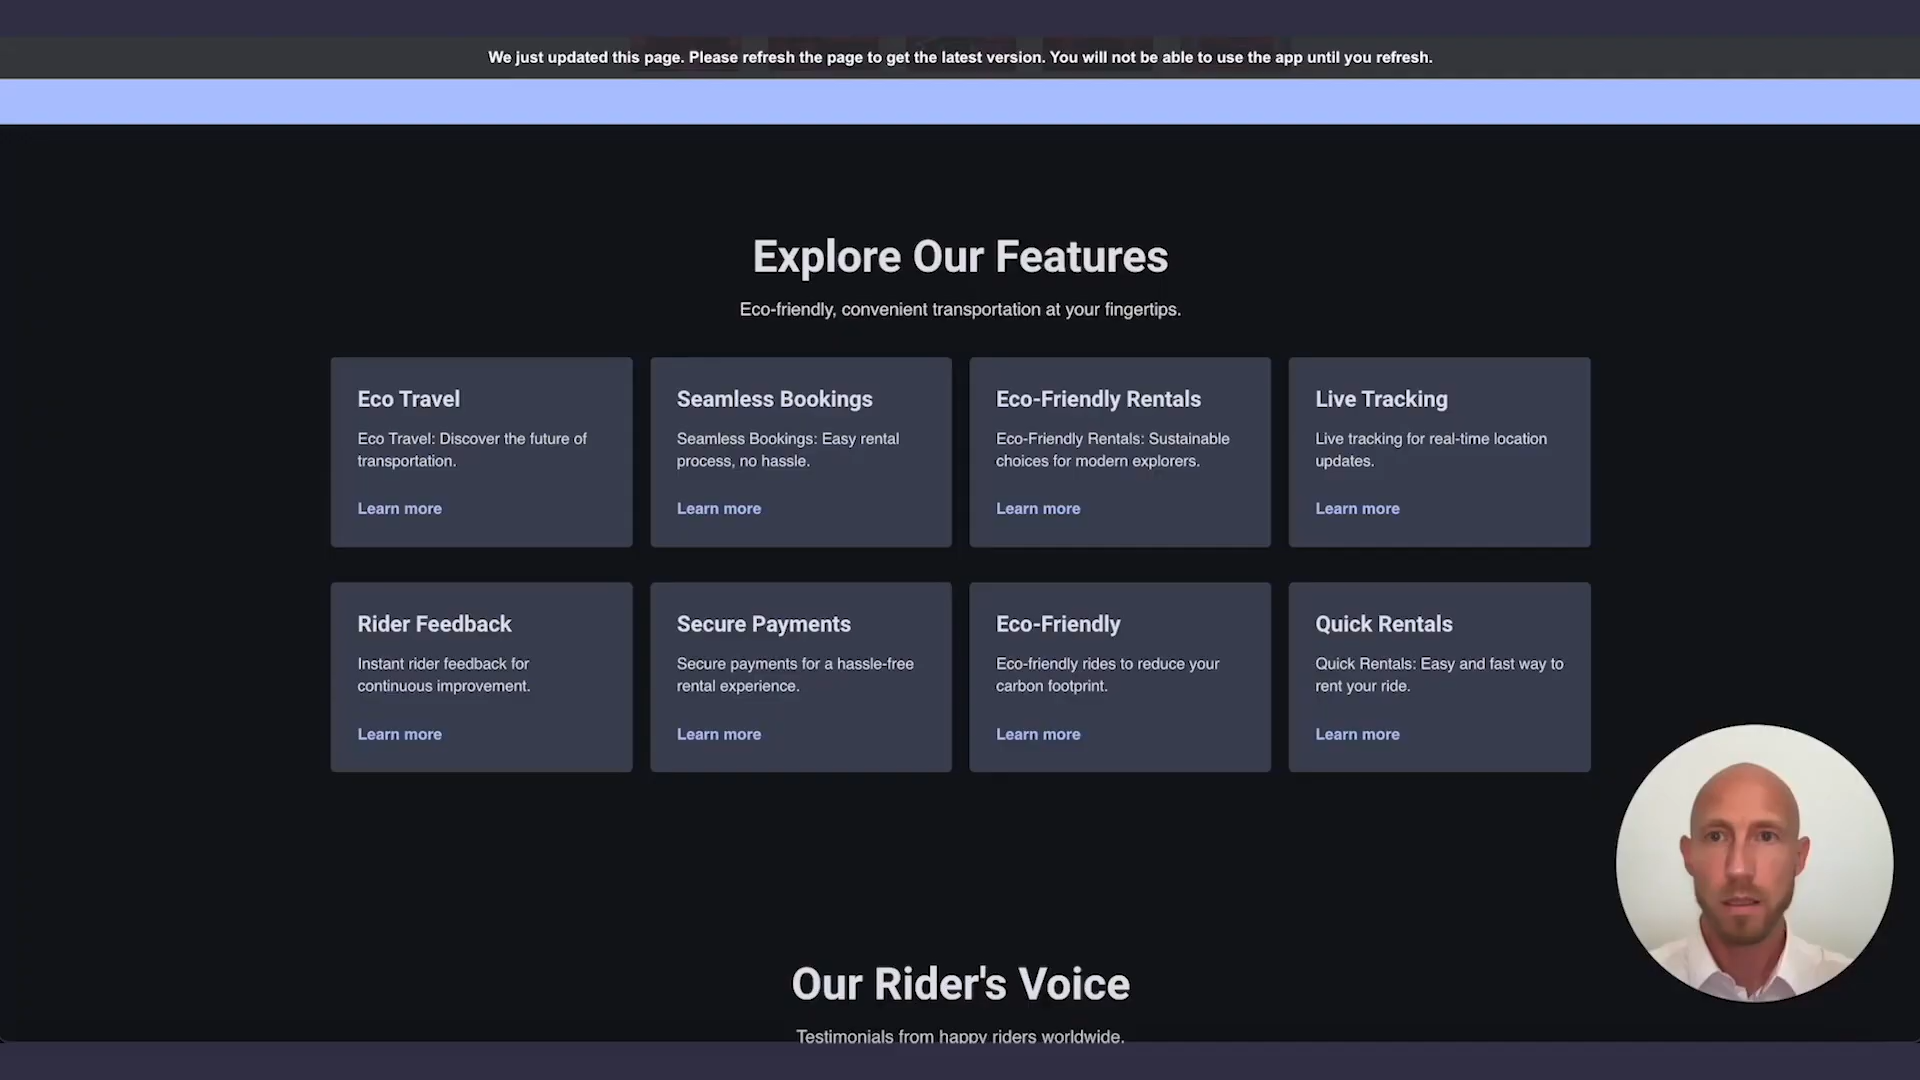 We just updated this page. Please refresh the page to get the latest version. You will not be able to use the app until you refresh.
Explore Our Features
Eco-friendly, convenient transportation at your fingertips.
Eco Travel
Eco Travel: Discover the future of
transportation.
Learn more
Seamless Bookings
Seamless Bookings: Easy rental
process, no hassle.
Learn more
Eco-Friendly Rentals
Eco-Friendly Rentals: Sustainable
choices for modern explorers.
Learn more
Live Tracking
Live tracking for real-time location
updates.
Learn more
Rider Feedback
Instant rider feedback for
continuous improvement.
Learn more
Secure Payments
Secure payments for a hassle-free
rental experience.
Learn more
Eco-Friendly
Eco-friendly rides to reduce your
carbon footprint.
Learn more
Quick Rentals
Quick Rentals: Easy and fast way to
rent your ride.
Learn more
Our Rider's Voice
Testimonials from happy riders worldwide.